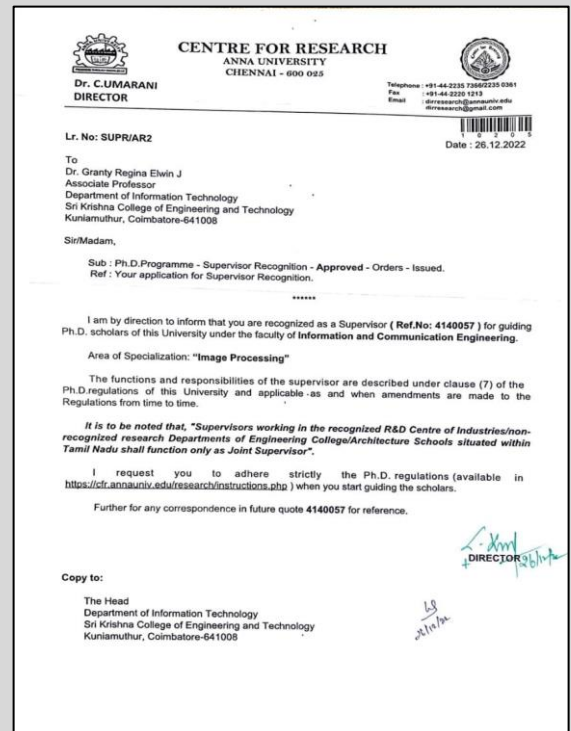 CENTRE FOR RESEARCH
ANNA UNIVERSITY
CHENNAI - 600 025
Dr. C.UMARANI
DIRECTOR
Telephone : +91-44-2235 7366/2235 0361
Fax : +91-44-2220 1213
Email : dirresearch@annauniv.edu
dirresearch@gmail.com
1 0 2 0 5
Lr. No: SUPR/AR2
Date : 26.12.2022
To
Dr. Granty Regina Elwin J
Associate Professor
Department of Information Technology
Sri Krishna College of Engineering and Technology
Kuniamuthur, Coimbatore-641008
Sir/Madam,
Sub : Ph.D.Programme - Supervisor Recognition - Approved - Orders - Issued.
Ref : Your application for Supervisor Recognition.
******
I am by direction to inform that you are recognized as a Supervisor ( Ref.No: 4140057 ) for guiding
Ph.D. scholars of this University under the faculty of Information and Communication Engineering.
Area of Specialization: "Image Processing"
The functions and responsibilities of the supervisor are described under clause (7) of the
Ph.D.regulations of this University and applicable as and when amendments are made to the
Regulations from time to time.
It is to be noted that, "Supervisors working in the recognized R&D Centre of Industries/non-
recognized research Departments of Engineering College/Architecture Schools situated within
Tamil Nadu shall function only as Joint Supervisor".
I request you to adhere strictly the Ph.D. regulations (available in
https://cfr.annauniv.edu/research/instructions.php ) when you start guiding the scholars.
Further for any correspondence in future quote 4140057 for reference.
DIRECTOR
Copy to:
The Head
Department of Information Technology
Sri Krishna College of Engineering and Technology
Kuniamuthur, Coimbatore-641008